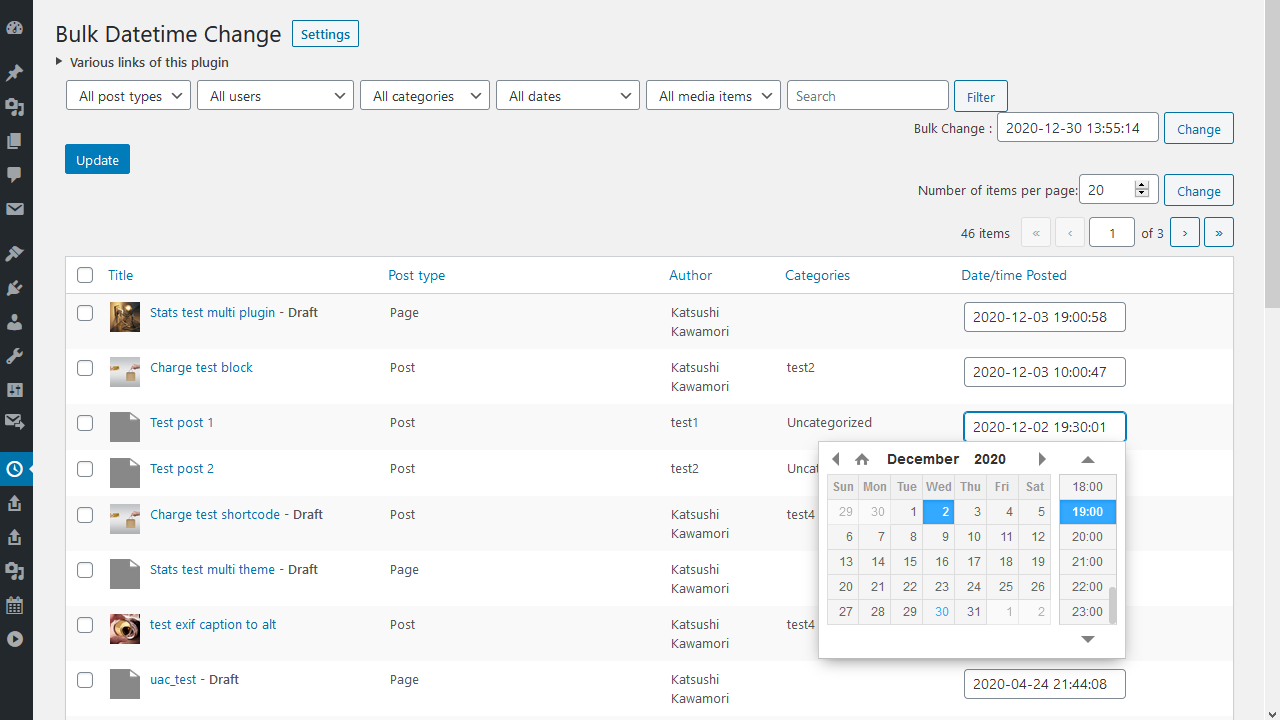 Bulk Datetime Change Settings
Various links of this plugin
All post types All users All categories All dates All media items Search Filter
Bulk Change : 2020-12-30 13:55:14 Change
Update
Number of items per page: 20 Change
46 items « ‹ 1 of 3 › »
Title Post type Author Categories Date/time Posted
Stats test multi plugin - Draft Page Katsushi Kawamori 2020-12-03 19:00:58
Charge test block Post Katsushi Kawamori test2 2020-12-03 10:00:47
Test post 1 Post test1 Uncategorized 2020-12-02 19:30:01
Test post 2 Post test2
Charge test shortcode - Draft Post Katsushi Kawamori test4
Stats test multi theme - Draft Page Katsushi Kawamori
test exif caption to alt Post Katsushi Kawamori test4
uac_test - Draft Page Katsushi Kawamori 2020-04-24 21:44:08
December 2020
Sun Mon Tue Wed Thu Fri Sat
29 30 1 2 3 4 5
6 7 8 9 10 11 12
13 14 15 16 17 18 19
20 21 22 23 24 25 26
27 28 29 30 31 1 2
18:00
19:00
20:00
21:00
22:00
23:00